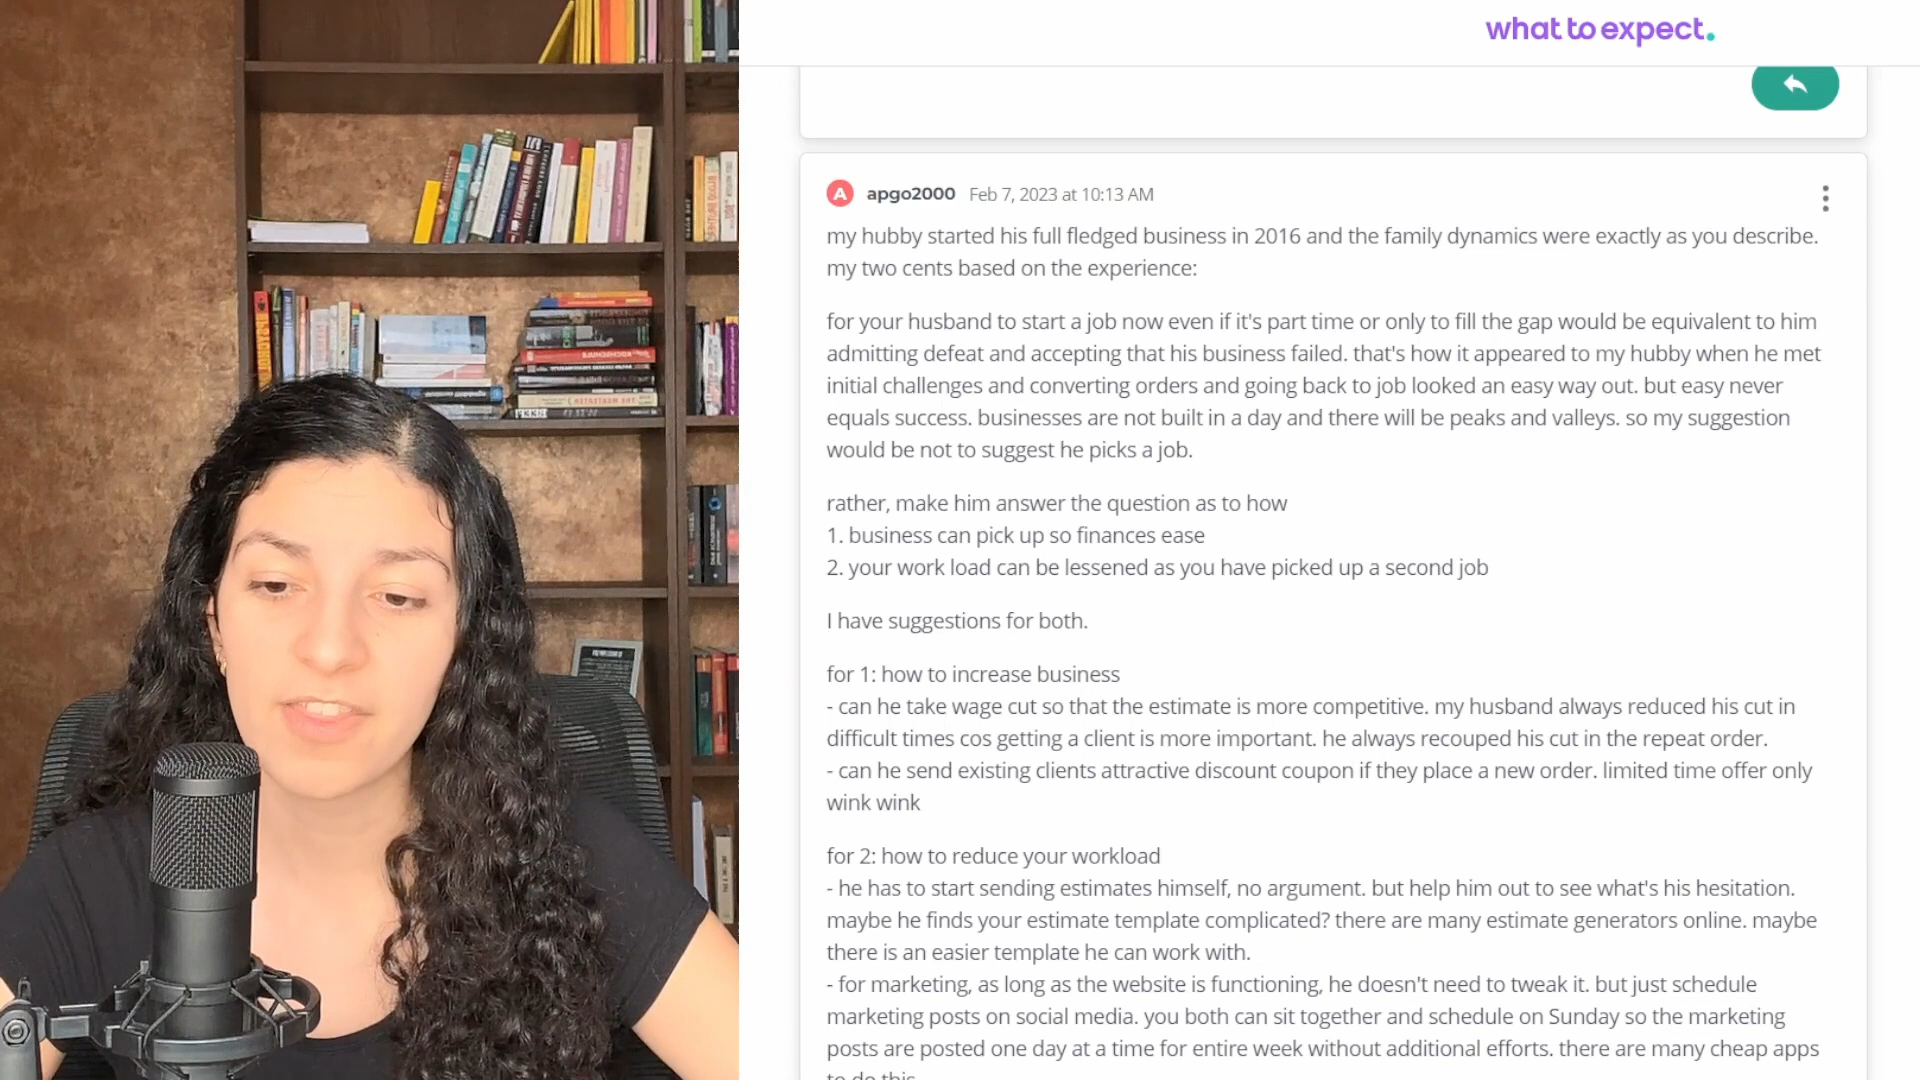 what to expect.
A apgo2000 Feb 7, 2023 at 10:13 AM
my hubby started his full fledged business in 2016 and the family dynamics were exactly as you describe.
my two cents based on the experience:
for your husband to start a job now even if it's part time or only to fill the gap would be equivalent to him
admitting defeat and accepting that his business failed. that's how it appeared to my hubby when he met
initial challenges and converting orders and going back to job looked an easy way out. but easy never
equals success. businesses are not built in a day and there will be peaks and valleys. so my suggestion
would be not to suggest he picks a job.
rather, make him answer the question as to how
1. business can pick up so finances ease
2. your work load can be lessened as you have picked up a second job
I have suggestions for both.
for 1: how to increase business
- can he take wage cut so that the estimate is more competitive. my husband always reduced his cut in
difficult times cos getting a client is more important. he always recouped his cut in the repeat order.
- can he send existing clients attractive discount coupon if they place a new order. limited time offer only
wink wink
for 2: how to reduce your workload
- he has to start sending estimates himself, no argument. but help him out to see what's his hesitation.
maybe he finds your estimate template complicated? there are many estimate generators online. maybe
there is an easier template he can work with.
- for marketing, as long as the website is functioning, he doesn't need to tweak it. but just schedule
marketing posts on social media. you both can sit together and schedule on Sunday so the marketing
posts are posted one day at a time for entire week without additional efforts. there are many cheap apps
to do this